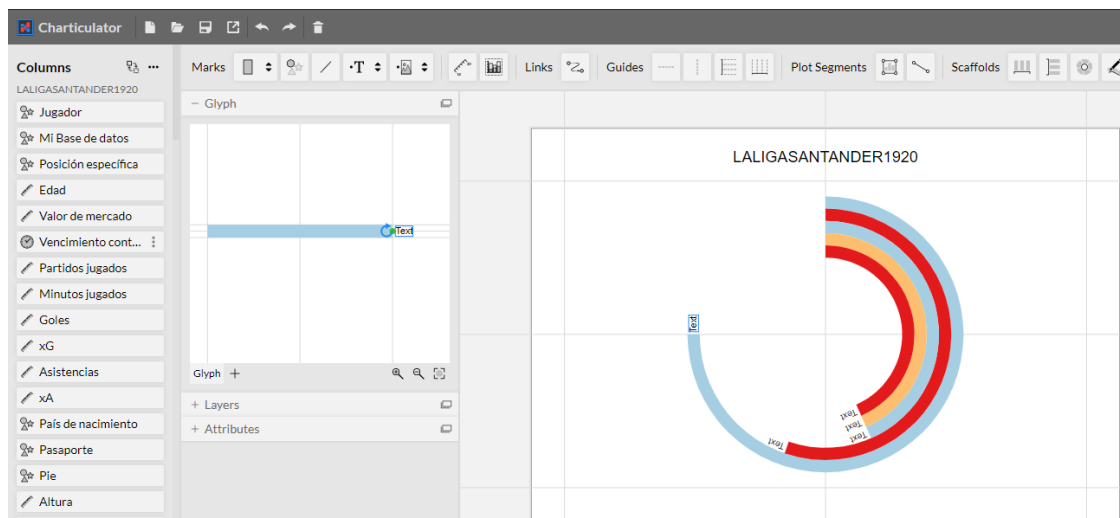 Charticulator
Columns
LALIGASANTANDER1920
Jugador
Mi Base de datos
Posición específica
Edad
Valor de mercado
Vencimiento cont...
Partidos jugados
Minutos jugados
Goles
xG
Asistencias
xA
País de nacimiento
Pasaporte
Pie
Altura
Marks
T
Links
Guides
Plot Segments
Scaffolds
Glyph
Text
Glyph
Layers
Attributes
LALIGASANTANDER1920
Text
Text
Text
Text
Text